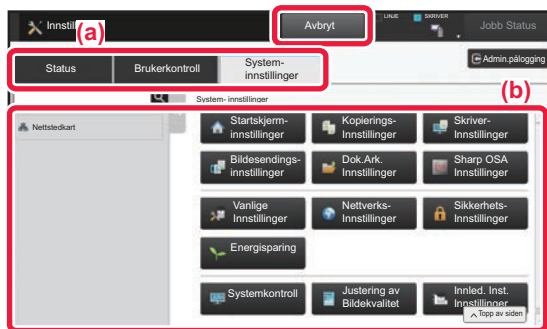 Innstil
(a)
Avbryt
LINJE
SKRIVER
Jobb Status
Status
Brukerkontroll
System-
innstillinger
Admin.pålogging
(b)
System- innstillinger
Nettstedkart
Startskjerm-
innstillinger
Kopierings-
Innstillinger
Skriver-
Innstillinger
Bildesendings-
innstillinger
Dok.Ark.
Innstillinger
Sharp OSA
Innstillinger
Vanlige
Innstillinger
Nettverks-
Innstillinger
Sikkerhets-
Innstillinger
Energisparing
Systemkontroll
Justering av
Bildekvalitet
Innled. Inst.
Innstillinger
Topp av siden